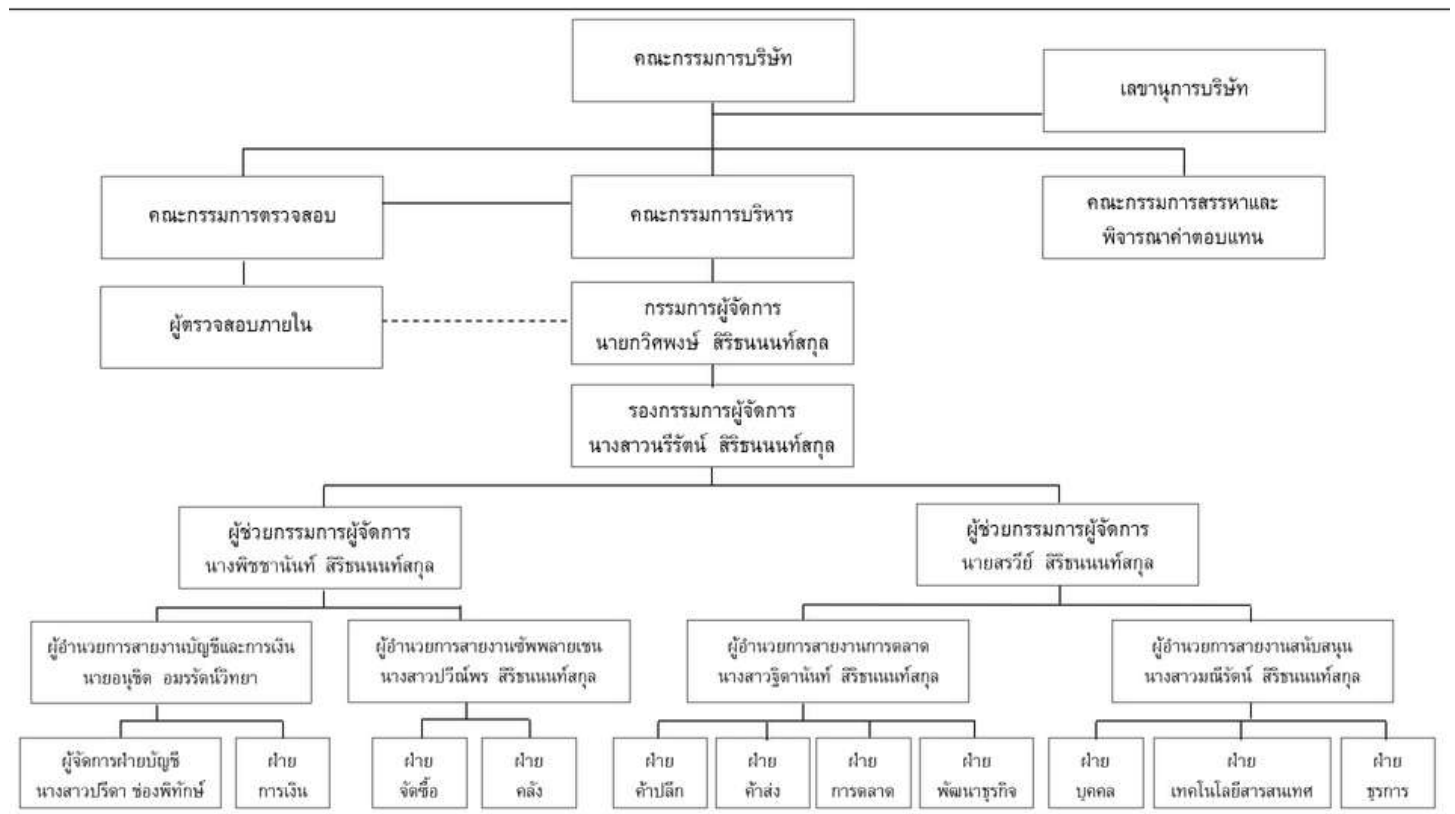 คณะกรรมการบริษัท
เลขานุการบริษัท
คณะกรรมการตรวจสอบ
คณะกรรมการบริหาร
คณะกรรมการสรรหาและ
พิจารณาค่าตอบแทน
ผู้ตรวจสอบภายใน
กรรมการผู้จัดการ
นายกวิศพงษ์ สิริธนนนท์สกุล
รองกรรมการผู้จัดการ
นางสาวนรีรัตน์ สิริธนนนท์สกุล
ผู้ช่วยกรรมการผู้จัดการ
นางพิชชานันท์ สิริธนนนท์สกุล
ผู้ช่วยกรรมการผู้จัดการ
นายสรวีย์ สิริธนนนท์สกุล
ผู้อำนวยการสายงานบัญชีและการเงิน
นายอนุชิต อมรรัตน์วิทยา
ผู้อำนวยการสายงานซัพพลายเชน
นางสาวปวีณ์พร สิริธนนนท์สกุล
ผู้อำนวยการสายงานการตลาด
นางสาวฐิตานันท์ สิริธนนนท์สกุล
ผู้อำนวยการสายงานสนับสนุน
นางสาวมณีรัตน์ สิริธนนนท์สกุล
ผู้จัดการฝ่ายบัญชี
นางสาวปรีดา ช่องพิทักษ์
ฝ่าย
การเงิน
ฝ่าย
จัดซื้อ
ฝ่าย
คลัง
ฝ่าย
ค้าปลีก
ฝ่าย
ค้าส่ง
ฝ่าย
การตลาด
ฝ่าย
พัฒนาธุรกิจ
ฝ่าย
บุคคล
ฝ่าย
เทคโนโลยีสารสนเทศ
ฝ่าย
ธุรการ